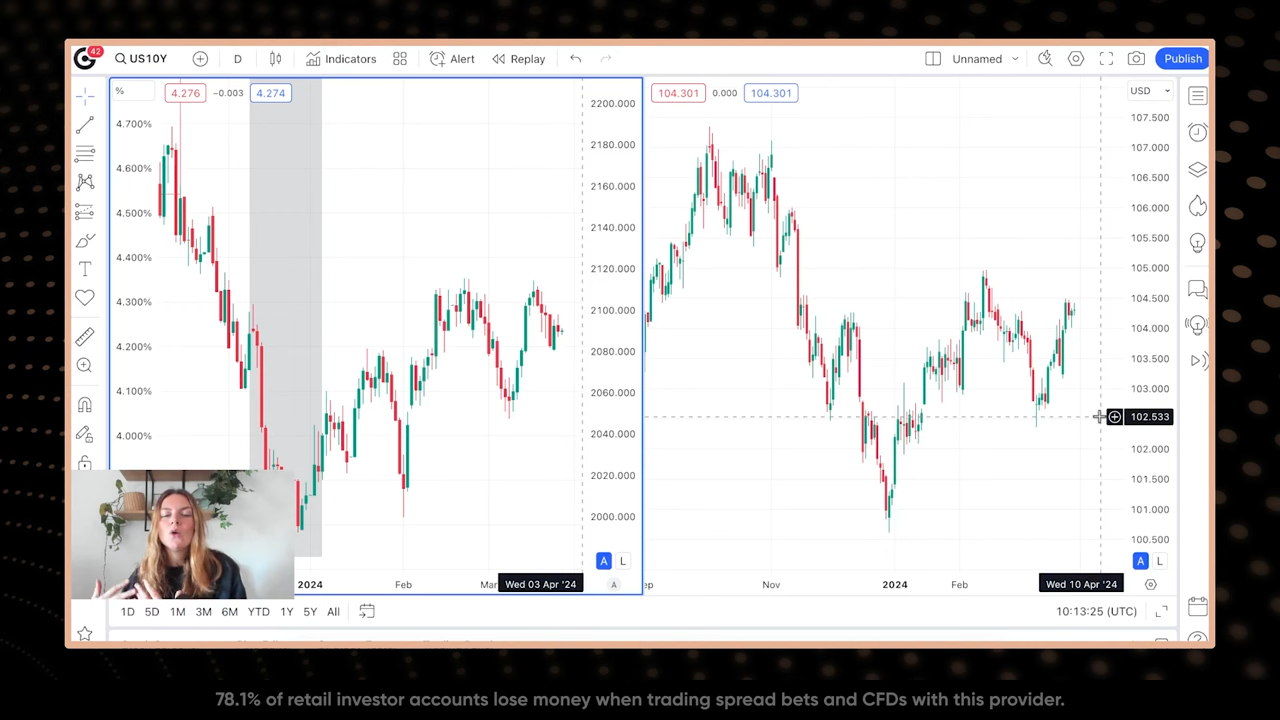 42
US10Y
D
Indicators
Alert
Replay
Unnamed
Publish
%
4.276
−0.003
4.274
4.700%
4.600%
4.500%
4.400%
4.300%
4.200%
4.100%
4.000%
2200.000
2180.000
2160.000
2140.000
2120.000
2100.000
2080.000
2060.000
2040.000
2020.000
2000.000
A
L
2024
Feb
Mar
Wed 03 Apr '24
A
104.301
0.000
104.301
USD
107.500
107.000
106.500
106.000
105.500
105.000
104.500
104.000
103.500
103.000
102.533
102.000
101.500
101.000
100.500
A
L
ep
Nov
2024
Feb
Wed 10 Apr '24
T
1D 5D 1M 3M 6M YTD 1Y 5Y All
10:13:25 (UTC)
78.1% of retail investor accounts lose money when trading spread bets and CFDs with this provider.